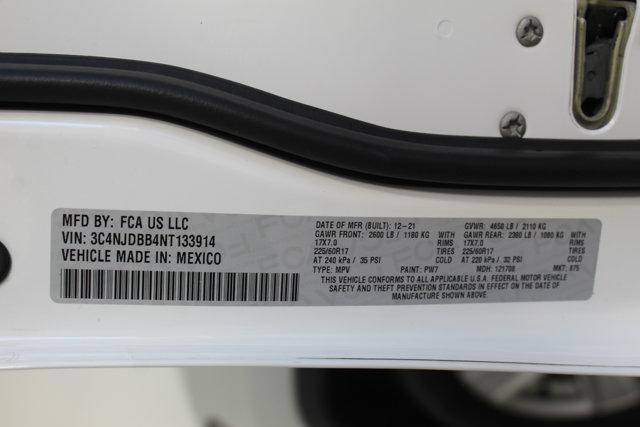 MFD BY: FCA US LLC
VIN: 3C4NJDBB4NT133914
VEHICLE MADE IN: MEXICO
DATE OF MFR (BUILT): 12-21 GVWR: 4650 LB / 2110 KG
GAWR FRONT: 2600 LB / 1180 KG WITH GAWR REAR: 2380 LB / 1080 KG WITH
17X7.0 RIMS 17X7.0 RIMS
225/60R17 TIRES 225/60R17 TIRES
AT 240 kPa / 35 PSI COLD AT 220 kPa / 32 PSI COLD
TYPE: MPV PAINT: PW7 MDH: 121708 MKT: 875
THIS VEHICLE CONFORMS TO ALL APPLICABLE U.S.A. FEDERAL MOTOR VEHICLE
SAFETY AND THEFT PREVENTION STANDARDS IN EFFECT ON THE DATE OF
MANUFACTURE SHOWN ABOVE.